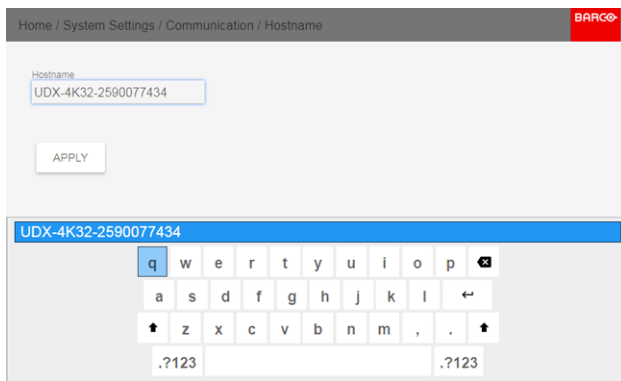 Home / System Settings / Communication / Hostname
BARCO
Hostname
UDX-4K32-2590077434
APPLY
UDX-4K32-2590077434
q w e r t y u i o p
a s d f g h j k l
z x c v b n m , .
.?123 .?123